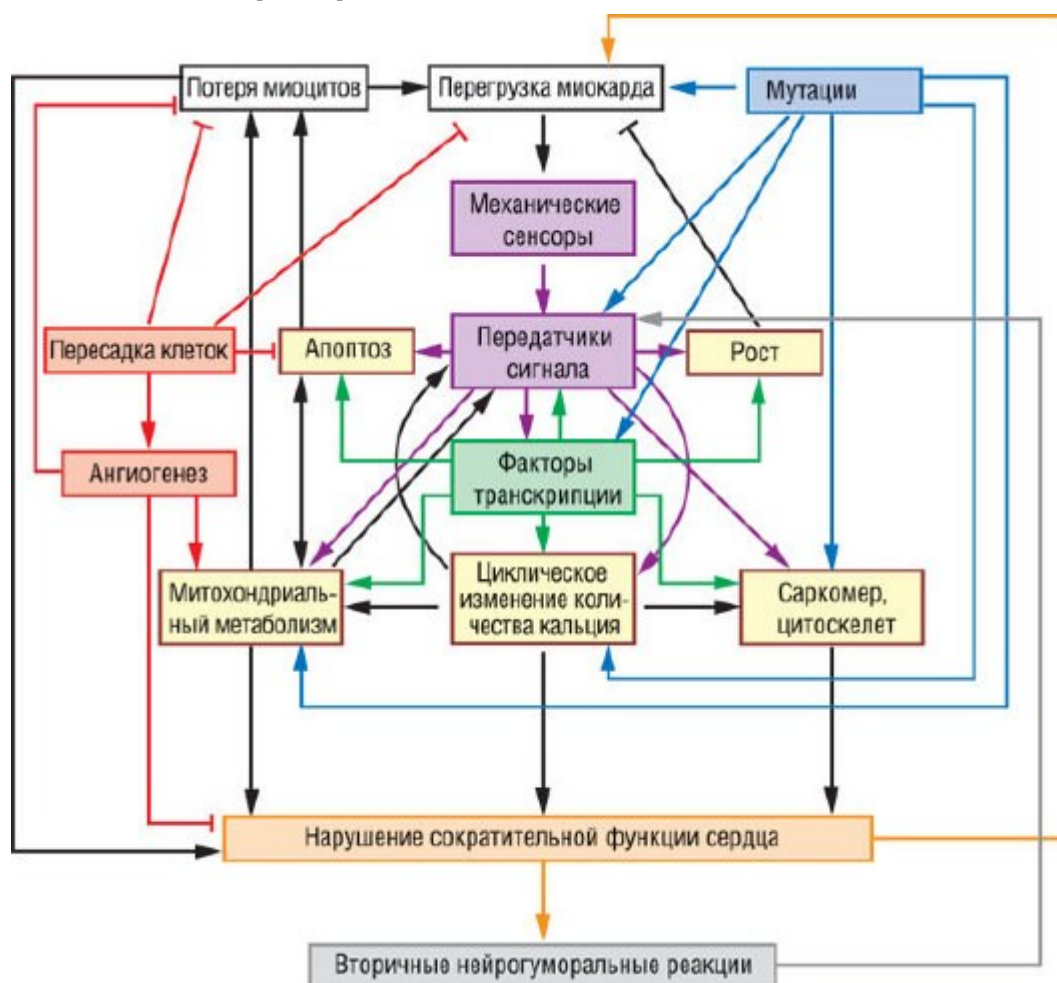 Потеря миоцитов
Перегрузка миокарда
Мутации
Механические
сенсоры
Пересадка клеток
Апоптоз
Передатчики
сигнала
Рост
Ангиогенез
Факторы
транскрипции
Митохондриаль-
ный метаболизм
Циклическое
изменение коли-
чества кальция
Саркомер,
цитоскелет
Нарушение сократительной функции сердца
Вторичные нейрогуморальные реакции